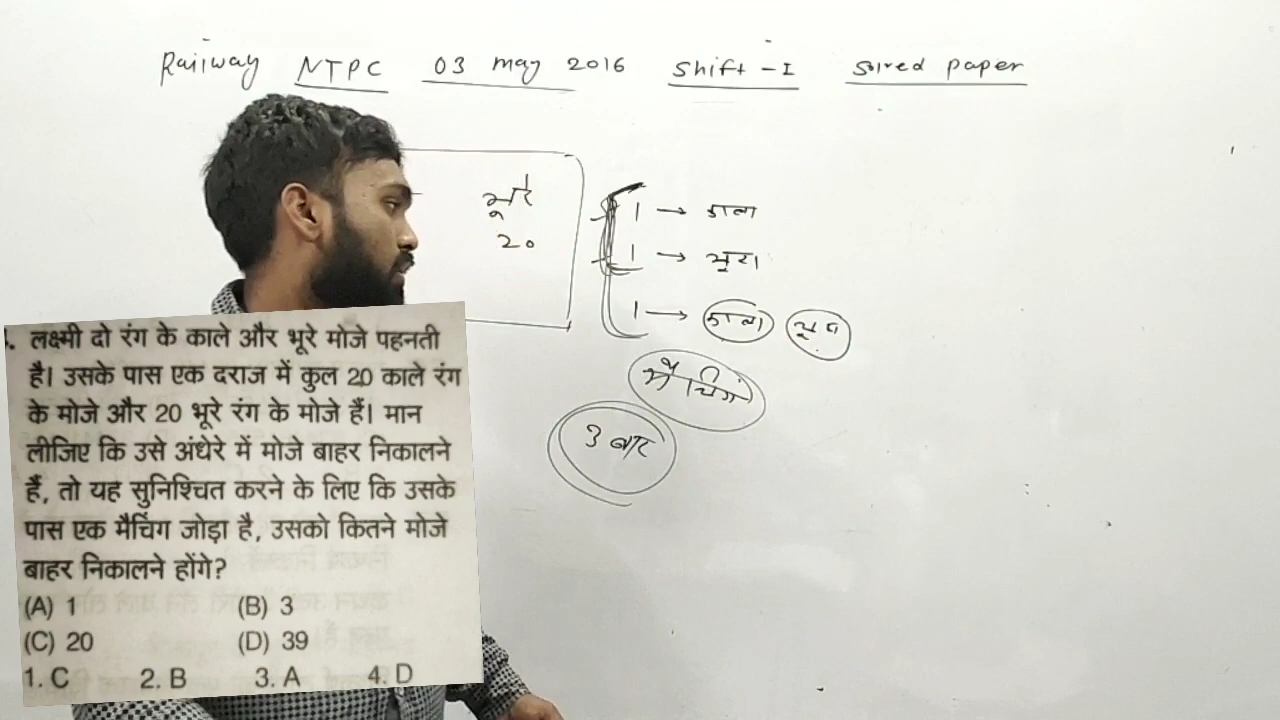 Railway NTPC 03 may 2016 Shift-I Solved paper
भूरे
20
1 → काला
1 → भूरा
1 → काला भूरा
मैचिंग
3 बार
. लक्ष्मी दो रंग के काले और भूरे मोजे पहनती
है। उसके पास एक दराज में कुल 20 काले रंग
के मोजे और 20 भूरे रंग के मोजे हैं। मान
लीजिए कि उसे अंधेरे में मोजे बाहर निकालने
हैं, तो यह सुनिश्चित करने के लिए कि उसके
पास एक मैचिंग जोड़ा है, उसको कितने मोजे
बाहर निकालने होंगे?
(A) 1 (B) 3
(C) 20 (D) 39
1. C 2. B 3. A 4. D